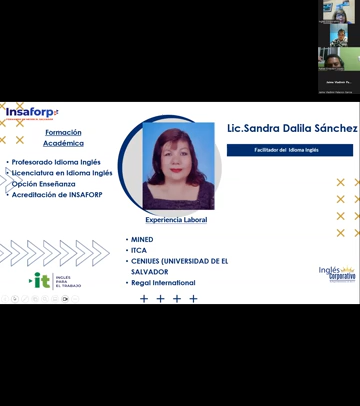 Insaforp
Formación
Académica
• Profesorado Idioma Inglés
• Licenciatura en Idioma Inglés
Opción Enseñanza
• Acreditación de INSAFORP
Lic.Sandra Dalila Sánchez
Facilitador del Idioma Inglés
Experiencia Laboral
• MINED
• ITCA
• CENIUES (UNIVERSIDAD DE EL
SALVADOR
• Regal International
it
INGLÉS
PARA
EL TRABAJO
Inglés
Corporativo